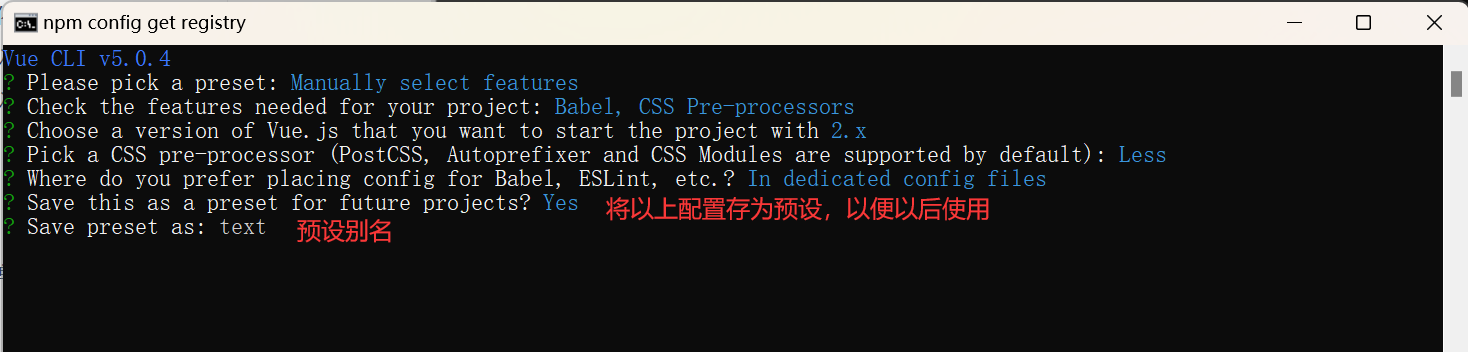 npm config get registry
Vue CLI v5.0.4
? Please pick a preset: Manually select features
? Check the features needed for your project: Babel, CSS Pre-processors
? Choose a version of Vue.js that you want to start the project with 2.x
? Pick a CSS pre-processor (PostCSS, Autoprefixer and CSS Modules are supported by default): Less
? Where do you prefer placing config for Babel, ESLint, etc.? In dedicated config files
? Save this as a preset for future projects? Yes 将以上配置存为预设，以便以后使用
? Save preset as: text 预设别名